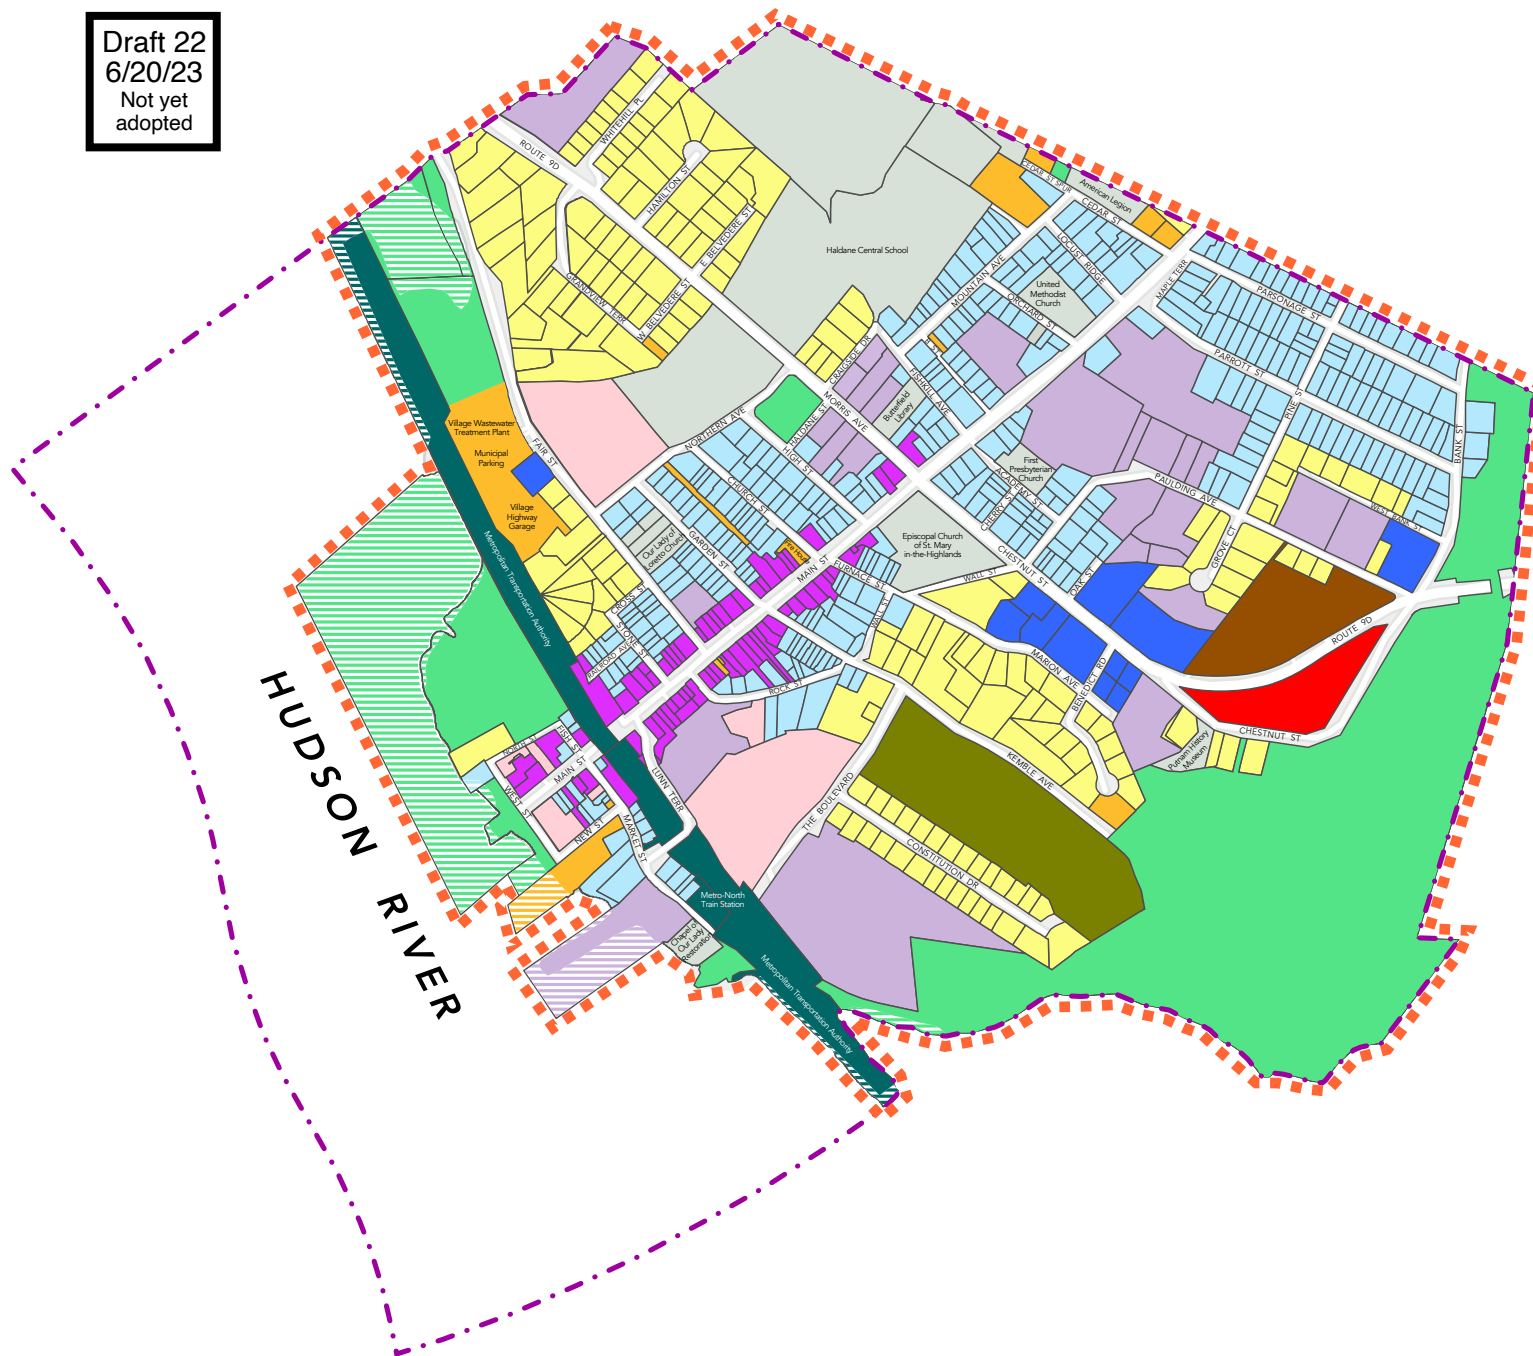 Draft 22
6/20/23
Not yet
adopted
ROUTE 9D
WHITEHILL PL
HAMILTON ST
E BELVEDERE ST
W BELVEDERE ST
GRANDVIEW TERR
Haldane Central School
CEDAR ST SPUR
American Legion
CEDAR ST
LOCUST RIDGE
MOUNTAIN AVE
United
Methodist
Church
ORCHARD ST
MAPLE TERR
PARSONAGE ST
PARROTT ST
PINE S
BANK ST
B ST
FISHKILL AVE
CRAIGSIDE DR
Butterfield
Library
MORRIS AVE
HALDANE ST
NORTHERN AVE
HIGH ST
CHURCH ST
GARDEN ST
Village Wastewater
Treatment Plant
Municipal
Parking
Village
Highway
Garage
FAIR ST
Our Lady of
Loretto Church
CROSS ST
STONE ST
RAILROAD AVE
Fire House
MAIN ST
FURNACE ST
WALL ST
ROCK ST
Episcopal Church
of St. Mary
in-the-Highlands
WALL ST
First
Presbyterian
Church
ACADEMY ST
CHERRY ST
CHESTNUT ST
OAK ST
PAULDING AVE
GROVE CT
WEST BANK ST
ROUTE 9D
CHESTNUT ST
Putnam History
Museum
MARION AVE
BENEDICT RD
KEMBLE AVE
THE BOULEVARD
CONSTITUTION DR
Metropolitan Transportation Authority
NORTH ST
FISH ST
MAIN ST
WEST ST
NEW ST
MARKET ST
LUNN TERR
Metro-North
Train Station
Chapel of
Our Lady
Restoration
Metropolitan Transportation Authority
HUDSON RIVER